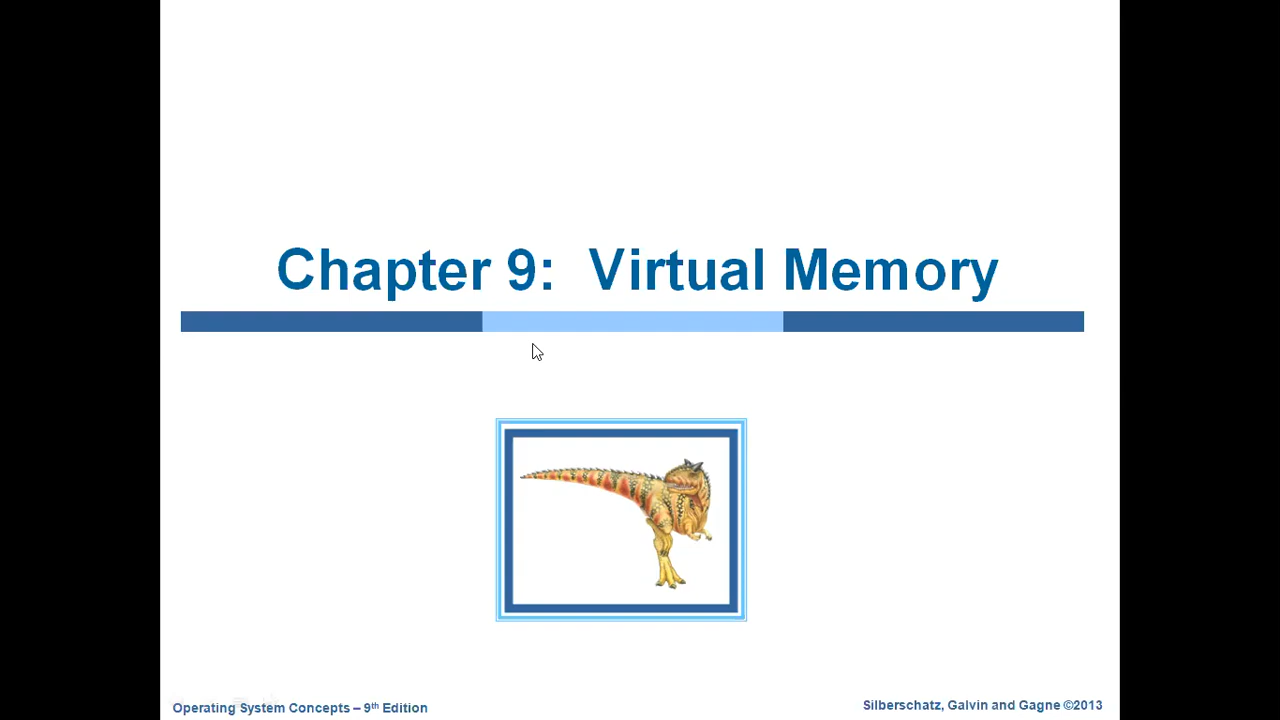 Chapter 9: Virtual Memory
Operating System Concepts – 9th Edition
Silberschatz, Galvin and Gagne ©2013